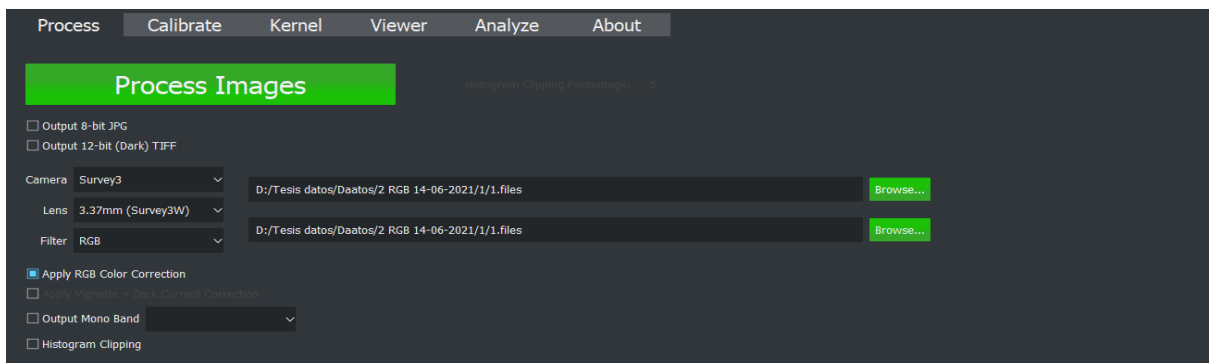 Process Calibrate Kernel Viewer Analyze About
Process Images
Histogram Clipping Percentage: 5
Output 8-bit JPG
Output 12-bit (Dark) TIFF
Camera Survey3
D:/Tesis datos/Daatos/2 RGB 14-06-2021/1/1.files Browse...
Lens 3.37mm (Survey3W)
D:/Tesis datos/Daatos/2 RGB 14-06-2021/1/1.files Browse...
Filter RGB
Apply RGB Color Correction
Apply Vignette + Dark Current Correction
Output Mono Band
Histogram Clipping